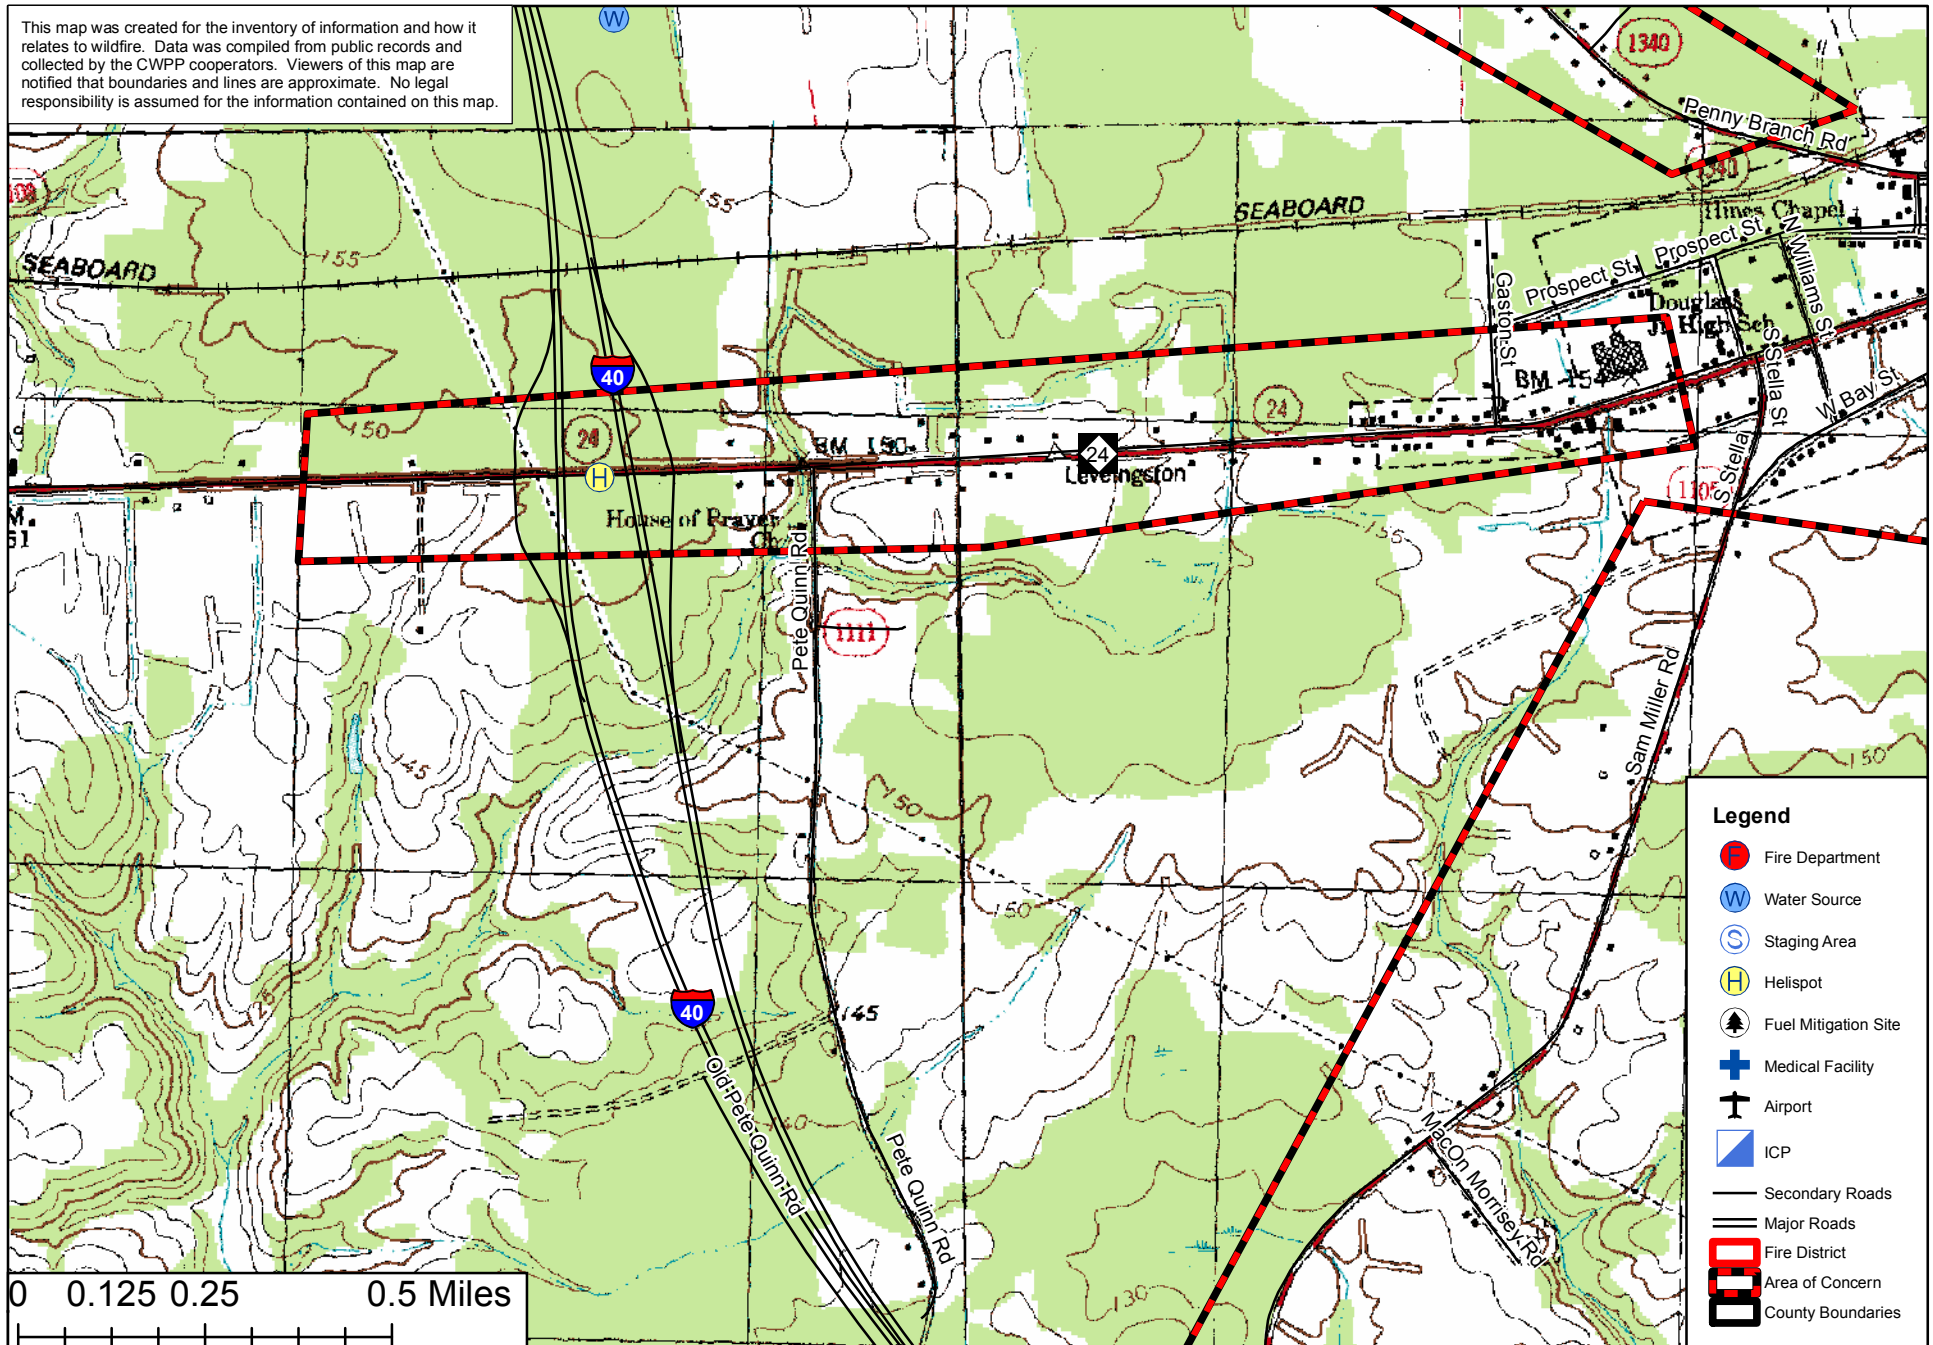 This map was created for the inventory of information and how it
relates to wildfire. Data was compiled from public records and
collected by the CWPP cooperators. Viewers of this map are
notified that boundaries and lines are approximate. No legal
responsibility is assumed for the information contained on this map.
W
1340
Penny Branch Rd
1340
108
155
SEABOARD
Hines Chapel
155
SEABOARD
Prospect St
Prospect St
N Williams St
Gaston St
Douglass
Jr High Sch
S Stella St
40
BM 154
W Bay St
150
24
24
BM 150
24
H
Levelngston
S Stella
1105
M
51
House of Prayer
Ch
155
Pete Quinn Rd
1111
Sam Miller Rd
145
150
150
150
40
145
Old Pete Quinn Rd
140
Pete Quinn Rd
MacOn Morrisey Rd
130
Legend
F Fire Department
W Water Source
S Staging Area
H Helispot
Fuel Mitigation Site
Medical Facility
Airport
ICP
Secondary Roads
Major Roads
Fire District
Area of Concern
County Boundaries
0 0.125 0.25 0.5 Miles